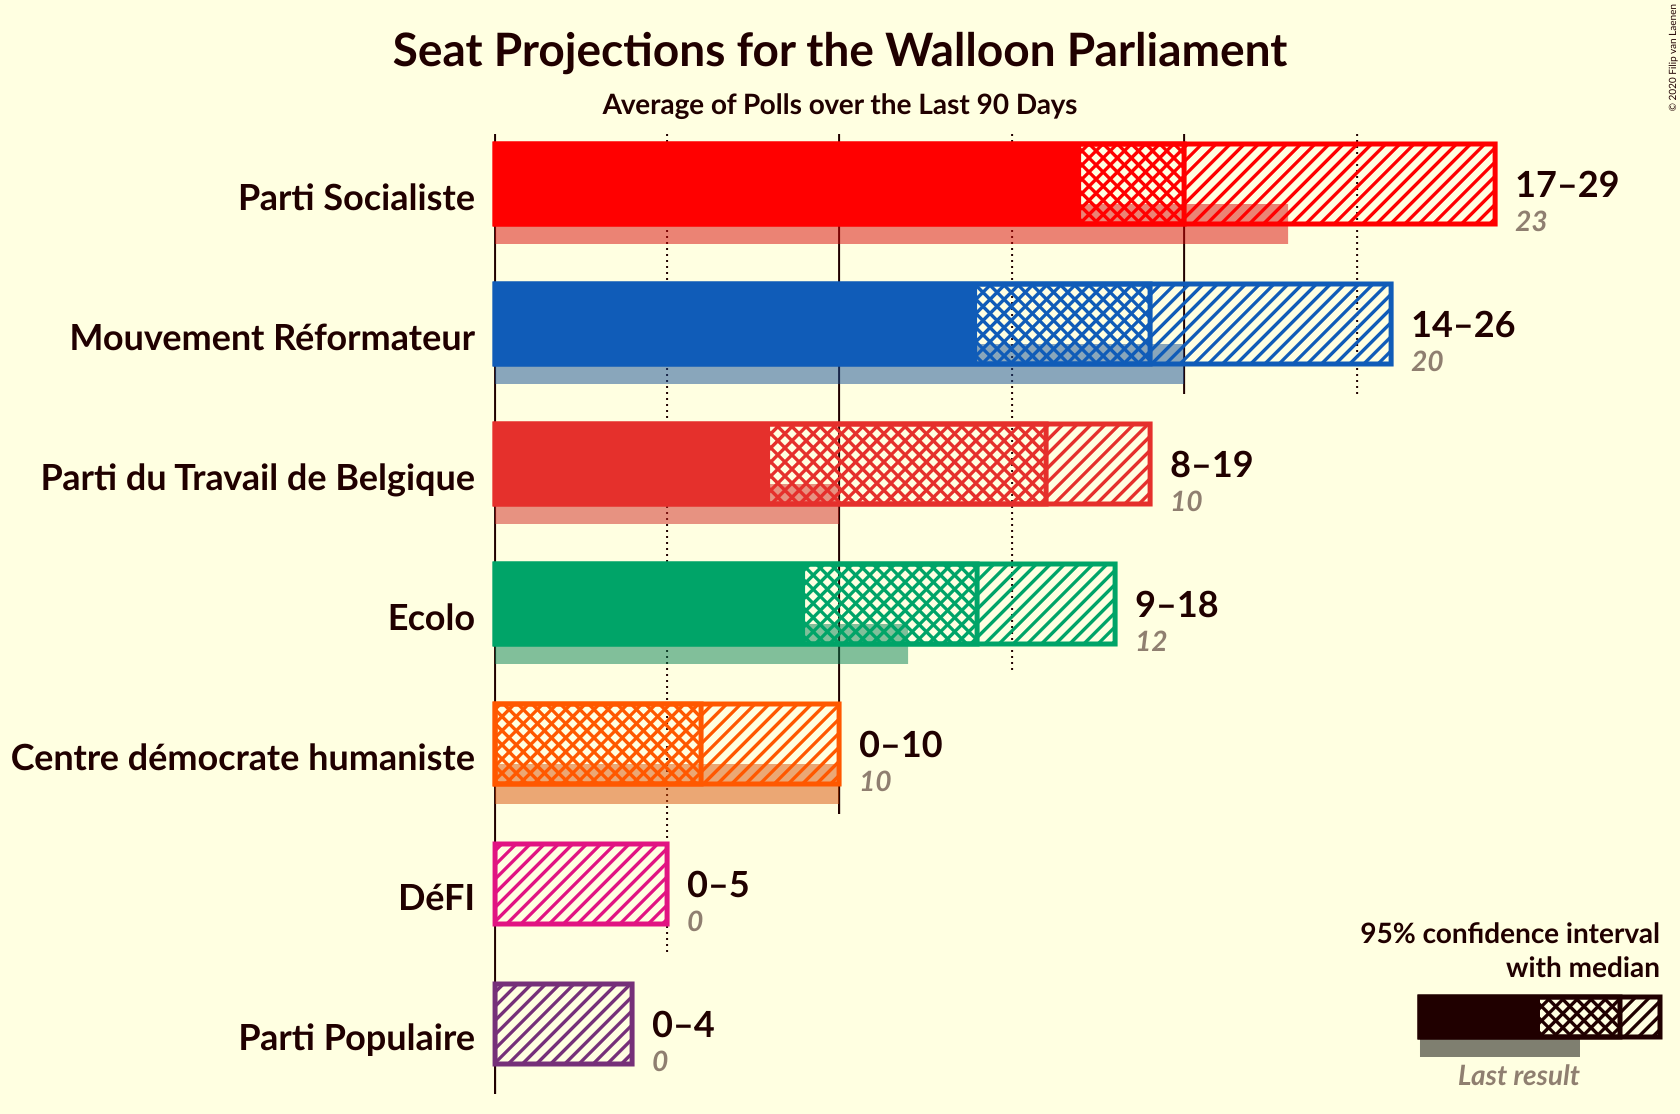 Seat Projections for the Walloon Parliament
Average of Polls over the Last 90 Days
© 2020 Filip van Laenen
Parti Socialiste
17–29
23
Mouvement Réformateur
14–26
20
Parti du Travail de Belgique
8–19
10
Ecolo
9–18
12
Centre démocrate humaniste
0–10
10
DéFI
0–5
0
Parti Populaire
0–4
0
95% confidence interval
with median
Last result